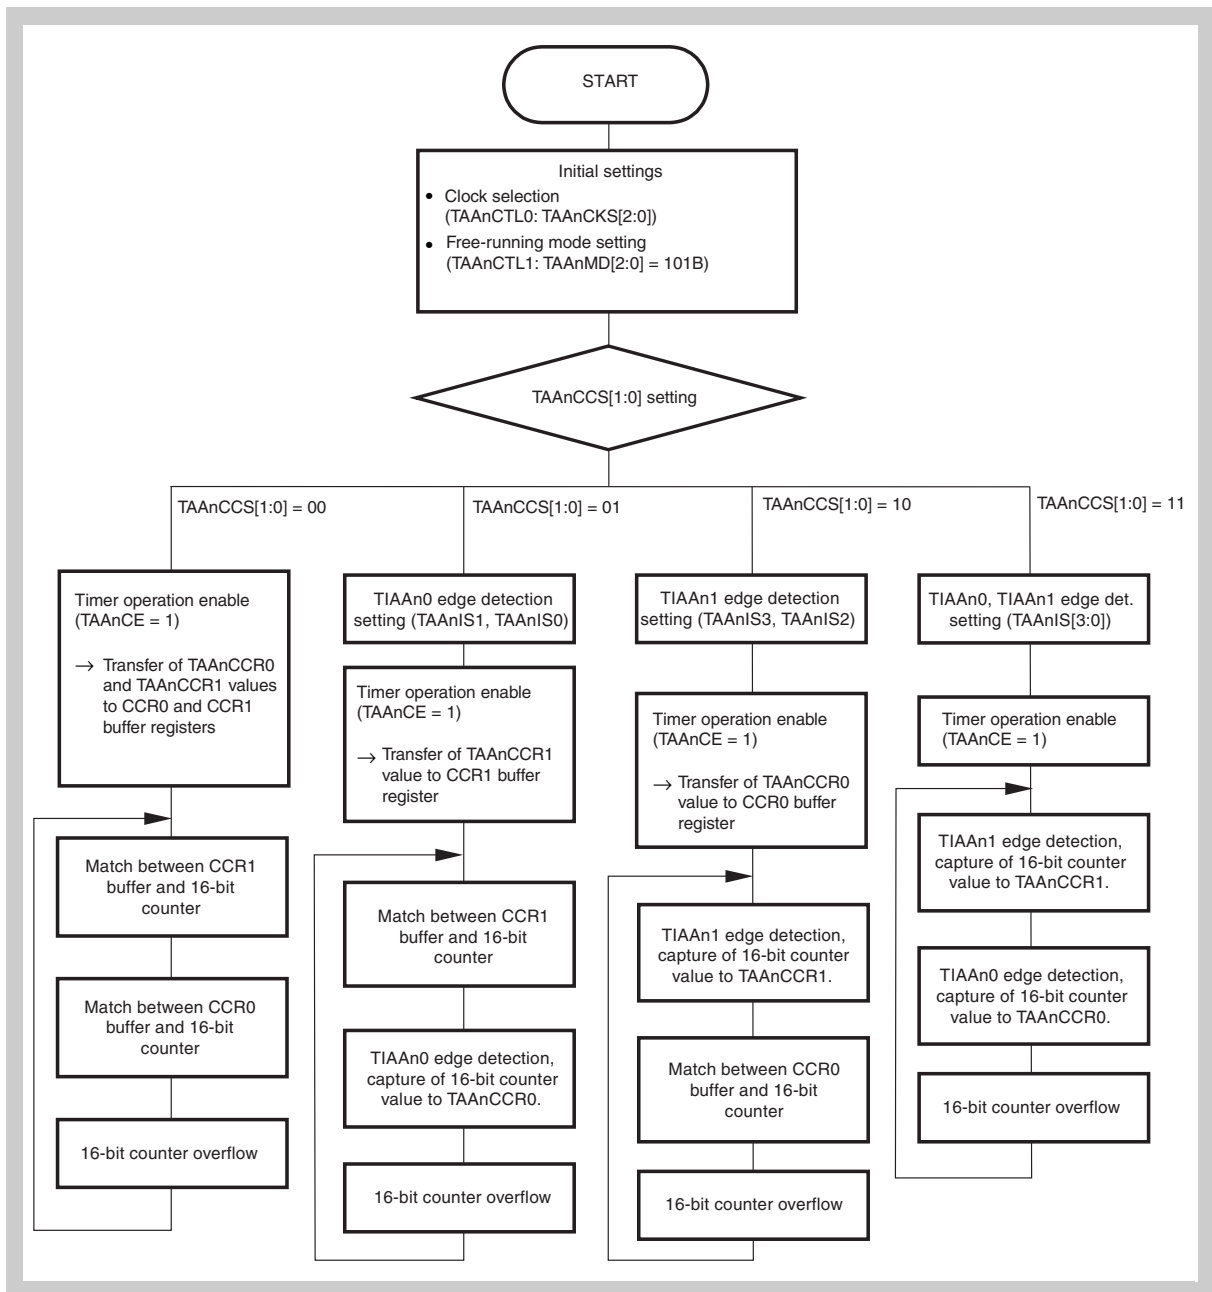 START
Initial settings
• Clock selection
(TAAnCTL0: TAAnCKS[2:0])
• Free-running mode setting
(TAAnCTL1: TAAnMD[2:0] = 101B)
TAAnCCS[1:0] setting
TAAnCCS[1:0] = 00
TAAnCCS[1:0] = 01
TAAnCCS[1:0] = 10
TAAnCCS[1:0] = 11
Timer operation enable
(TAAnCE = 1)
→ Transfer of TAAnCCR0
and TAAnCCR1 values
to CCR0 and CCR1
buffer registers
Match between CCR1
buffer and 16-bit
counter
Match between CCR0
buffer and 16-bit
counter
16-bit counter overflow
TIAAn0 edge detection
setting (TAAnIS1, TAAnIS0)
Timer operation enable
(TAAnCE = 1)
→ Transfer of TAAnCCR1
value to CCR1 buffer
register
Match between CCR1
buffer and 16-bit
counter
TIAAn0 edge detection,
capture of 16-bit counter
value to TAAnCCR0.
16-bit counter overflow
TIAAn1 edge detection
setting (TAAnIS3, TAAnIS2)
Timer operation enable
(TAAnCE = 1)
→ Transfer of TAAnCCR0
value to CCR0 buffer
register
TIAAn1 edge detection,
capture of 16-bit counter
value to TAAnCCR1.
Match between CCR0
buffer and 16-bit
counter
16-bit counter overflow
TIAAn0, TIAAn1 edge det.
setting (TAAnIS[3:0])
Timer operation enable
(TAAnCE = 1)
TIAAn1 edge detection,
capture of 16-bit counter
value to TAAnCCR1.
TIAAn0 edge detection,
capture of 16-bit counter
value to TAAnCCR0.
16-bit counter overflow